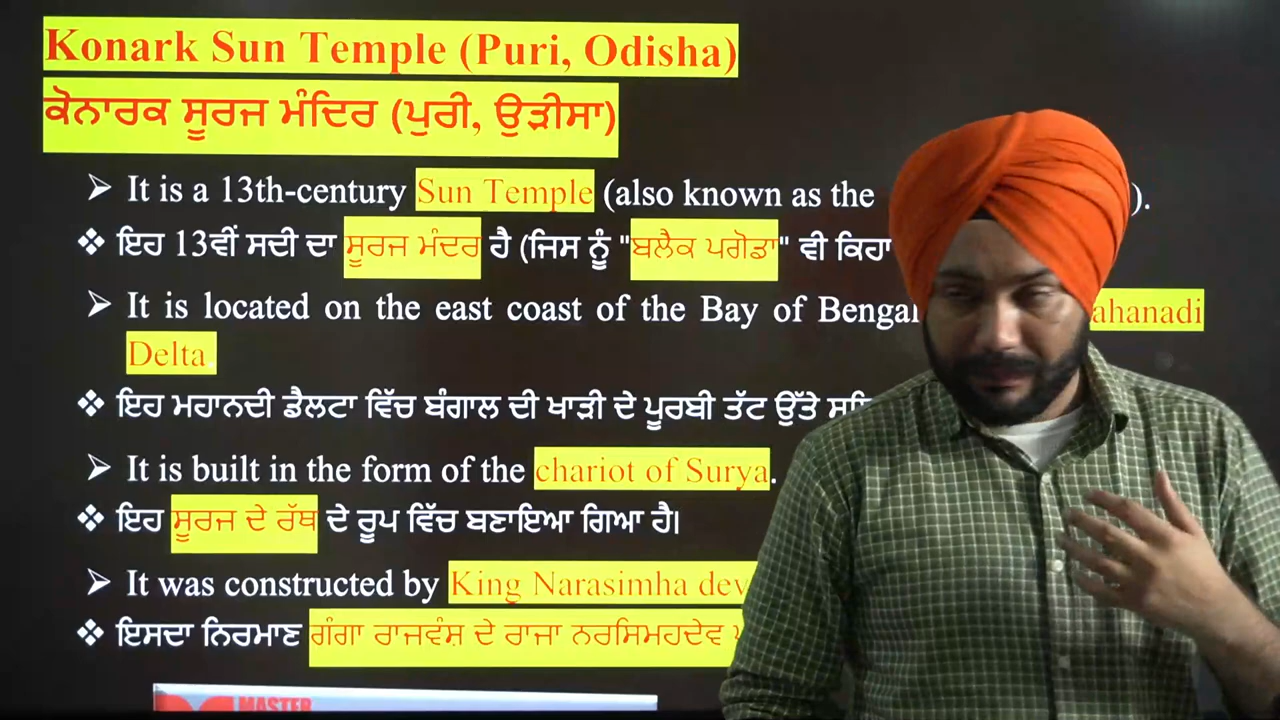 Konark Sun Temple (Puri, Odisha)
ਕੋਨਾਰਕ ਸੂਰਜ ਮੰਦਿਰ (ਪੁਰੀ, ਉੜੀਸਾ)
➢ It is a 13th-century Sun Temple (also known as the ).
❖ ਇਹ 13ਵੀਂ ਸਦੀ ਦਾ ਸੂਰਜ ਮੰਦਰ ਹੈ (ਜਿਸ ਨੂੰ "ਬਲੈਕ ਪਗੋਡਾ" ਵੀ ਕਿਹਾ
➢ It is located on the east coast of the Bay of Bengal
Delta.
❖ ਇਹ ਮਹਾਨਦੀ ਡੈਲਟਾ ਵਿੱਚ ਬੰਗਾਲ ਦੀ ਖਾੜੀ ਦੇ ਪੂਰਬੀ ਤੱਟ ਉੱਤੇ
➢ It is built in the form of the chariot of Surya.
❖ ਇਹ ਸੂਰਜ ਦੇ ਰੱਥ ਦੇ ਰੂਪ ਵਿੱਚ ਬਣਾਇਆ ਗਿਆ ਹੈ।
➢ It was constructed by King Narasimha dev
❖ ਇਸਦਾ ਨਿਰਮਾਣ ਗੰਗਾ ਰਾਜਵੰਸ਼ ਦੇ ਰਾਜਾ ਨਰਸਿਮਹਦੇਵ
MASTER